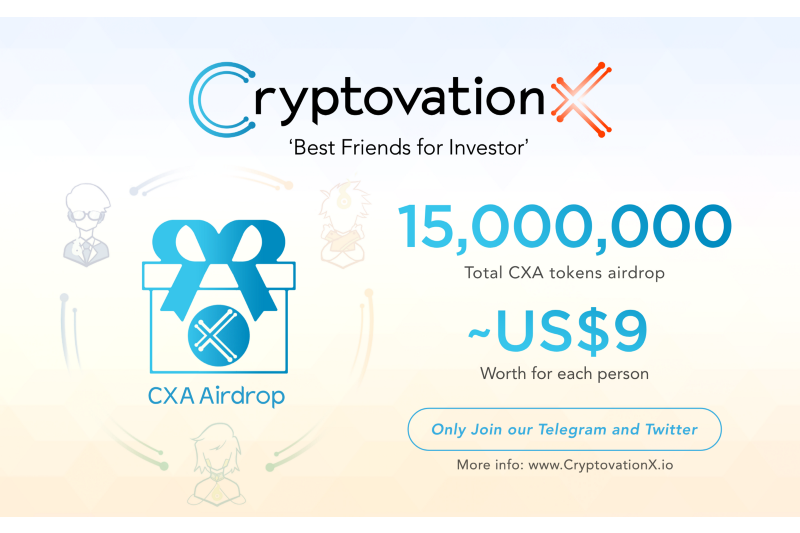 CryptovationX
'Best Friends for Investor'
15,000,000
Total CXA tokens airdrop
~US$9
Worth for each person
CXA Airdrop
Only Join our Telegram and Twitter
More info: www.CryptovationX.io